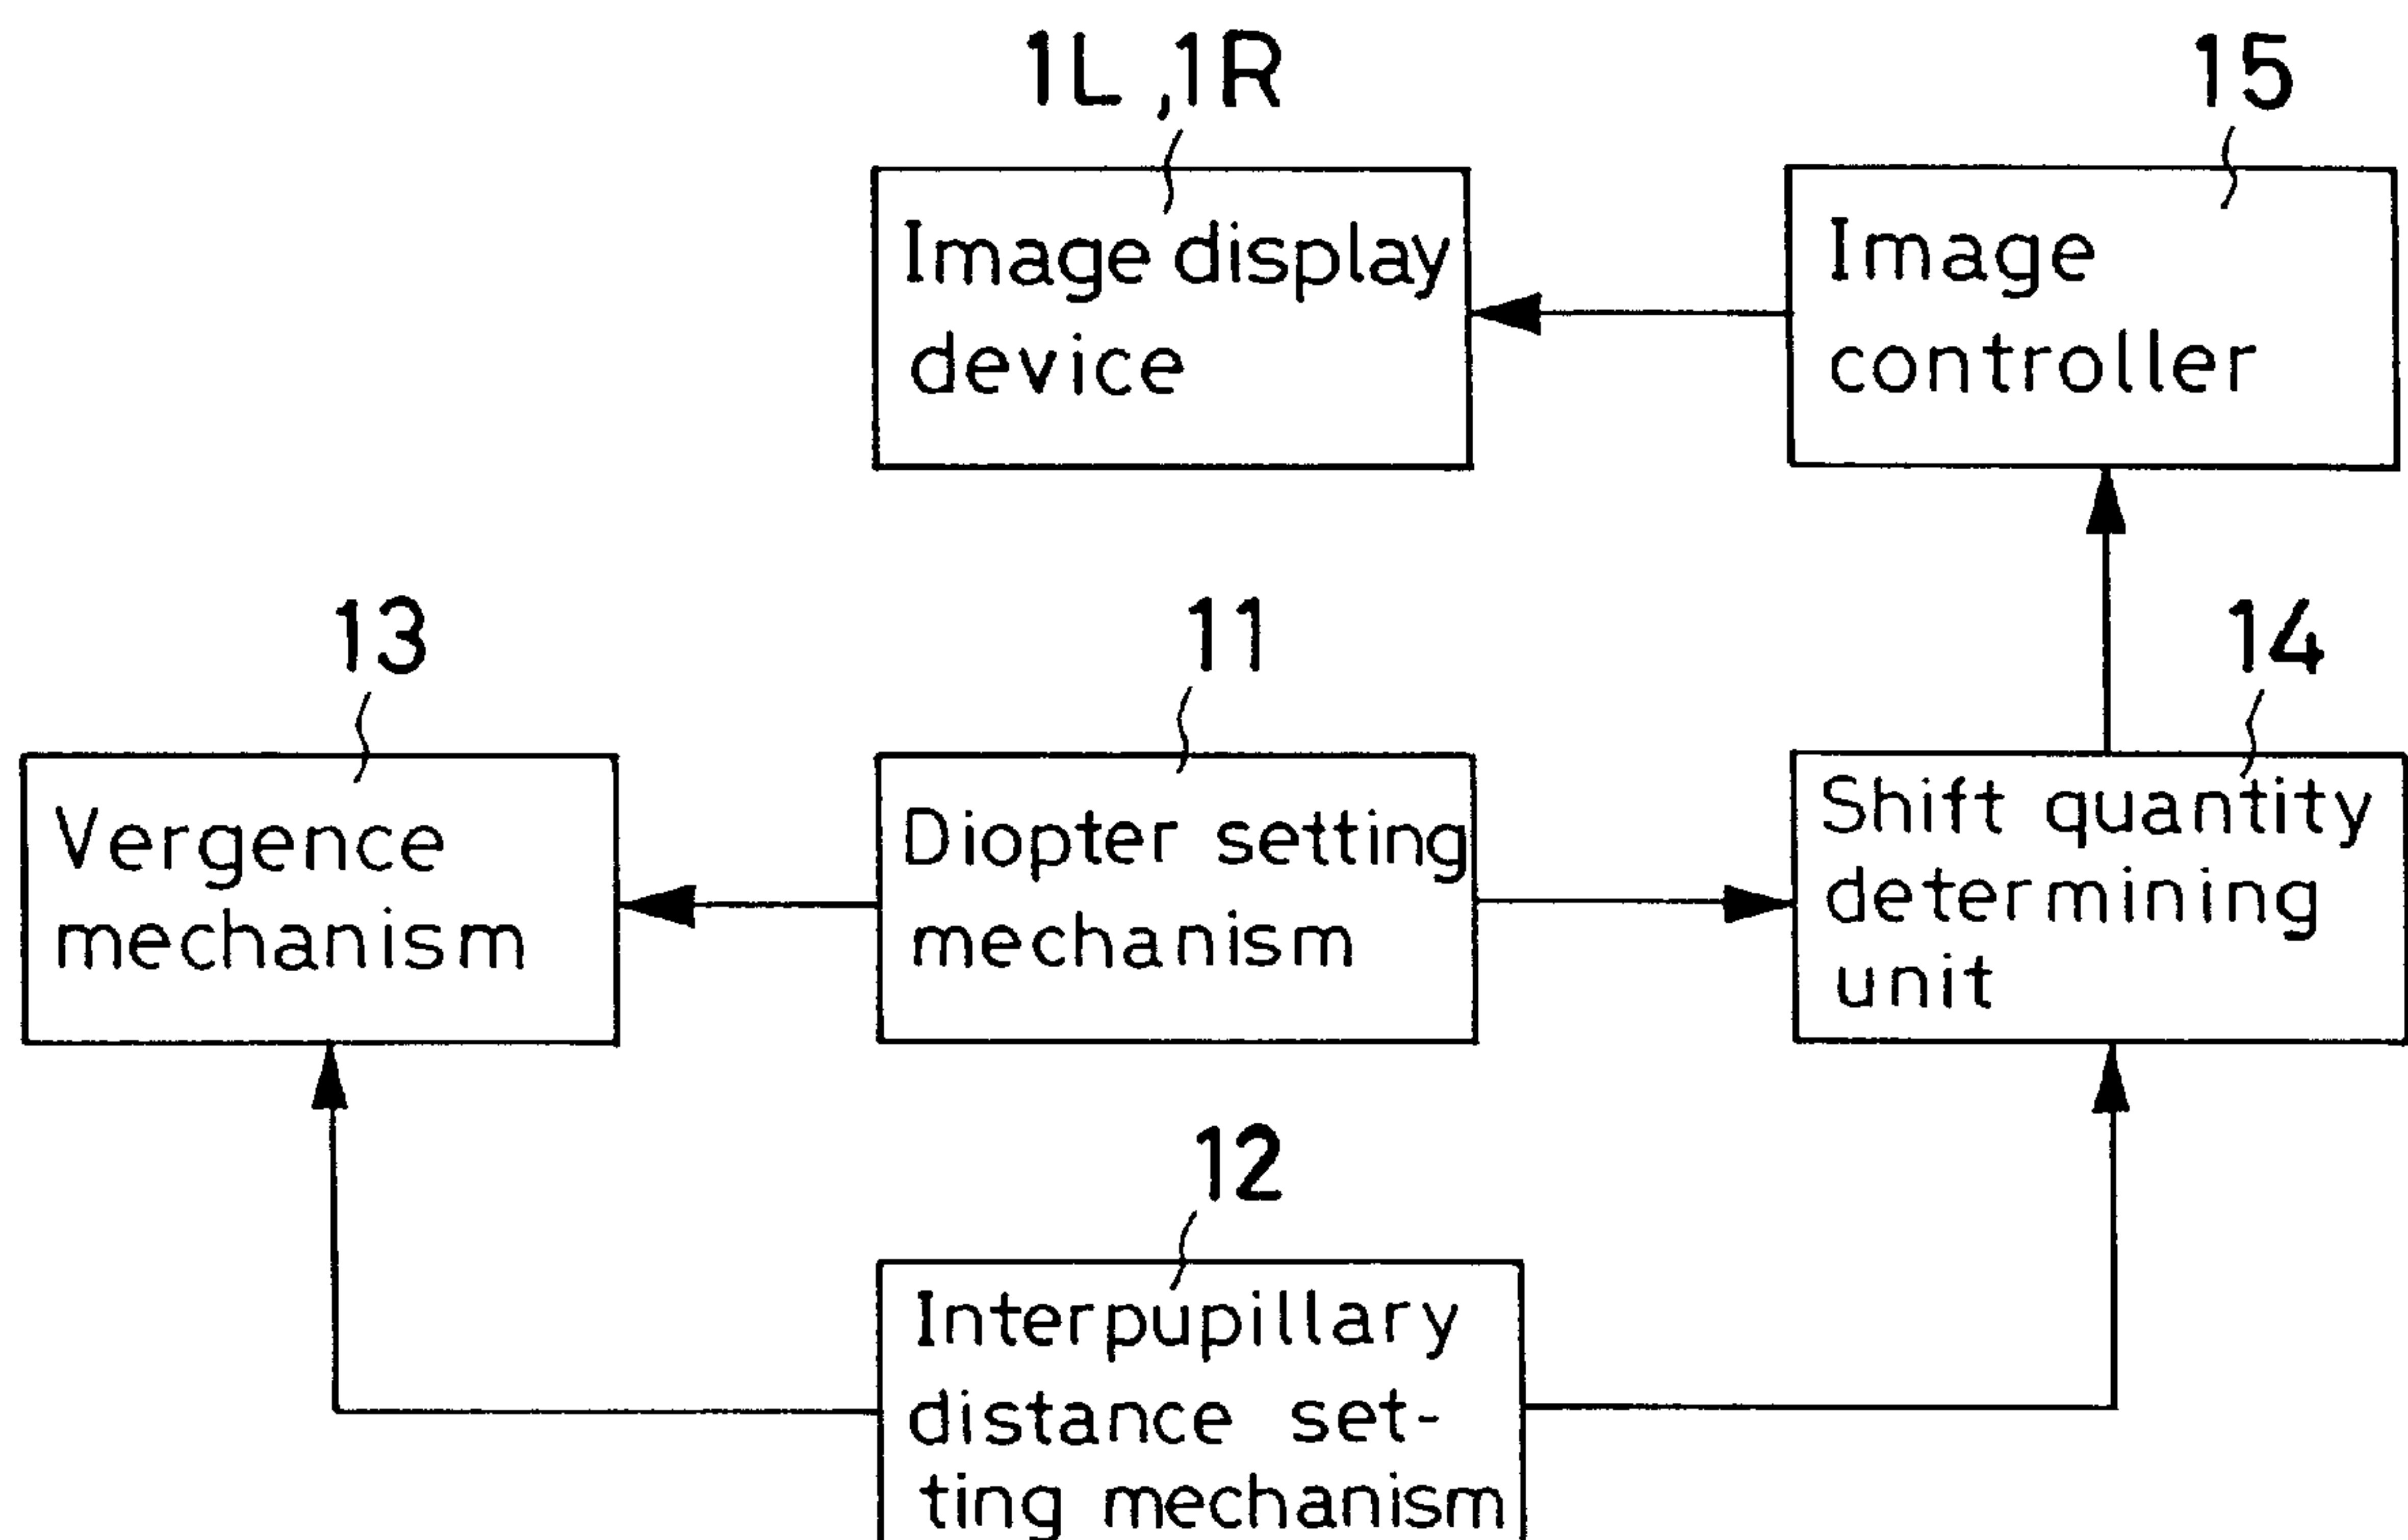 1L ,1R
Image display
device
15
Image
controller
13
Vergence
mechanism
11
Diopter setting
mechanism
14
Shift quantity
determining
unit
12
Interpupillary
distance set-
ting mechanism